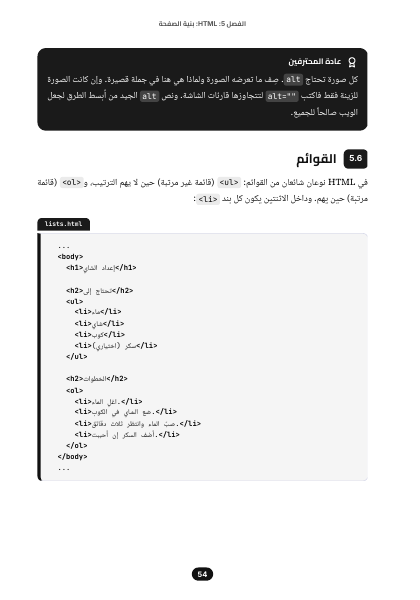 الفصل 5: HTML: بنية الصفحة
عادة المحترفين
كل صورة تحتاج alt. صِف ما تعرضه الصورة ولماذا هي هنا في جملة قصيرة. وإن كانت الصورة
للزينة فقط فاكتب alt="" لتتجاوزها قارئات الشاشة. ونص alt الجيد من أبسط الطرق لجعل
الويب صالحاً للجميع.
5.6 القوائم
في HTML نوعان شائعان من القوائم: <ul> (قائمة غير مرتبة) حين لا يهم الترتيب، و<ol> (قائمة
مرتبة) حين يهم. وداخل الاثنتين يكون كل بند <li>:
lists.html
...
<body>
<h1>إعداد الشاي</h1>
<h2>تحتاج إلى</h2>
<ul>
<li>ماء</li>
<li>شاي</li>
<li>كوب</li>
<li>سكر (اختياري)</li>
</ul>
<h2>الخطوات</h2>
<ol>
<li>اغلِ الماء.</li>
<li>ضع الشاي في الكوب.</li>
<li>صبّ الماء وانتظر ثلاث دقائق.</li>
<li>أضف السكر إن أحببت.</li>
</ol>
</body>
...
54